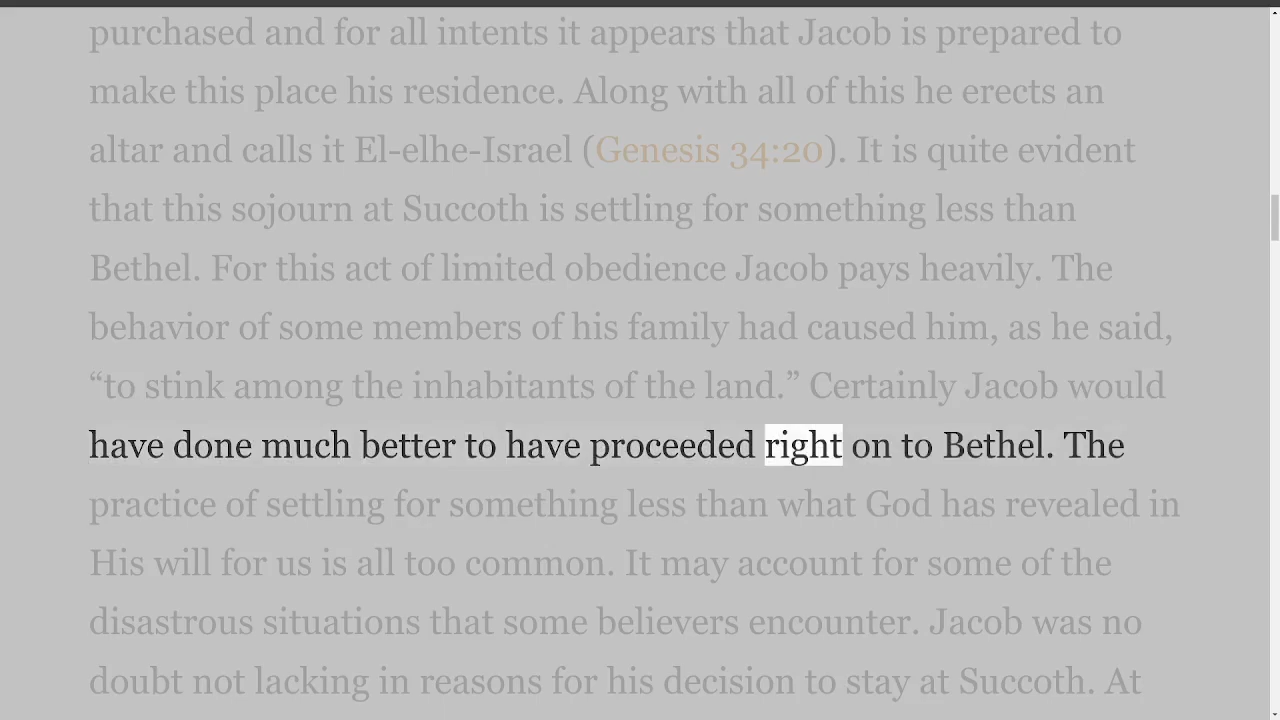 purchased and for all intents it appears that Jacob is prepared to
make this place his residence. Along with all of this he erects an
altar and calls it El-elhe-Israel (Genesis 34:20). It is quite evident
that this sojourn at Succoth is settling for something less than
Bethel. For this act of limited obedience Jacob pays heavily. The
behavior of some members of his family had caused him, as he said,
“to stink among the inhabitants of the land.” Certainly Jacob would
have done much better to have proceeded right on to Bethel. The
practice of settling for something less than what God has revealed in
His will for us is all too common. It may account for some of the
disastrous situations that some believers encounter. Jacob was no
doubt not lacking in reasons for his decision to stay at Succoth. At